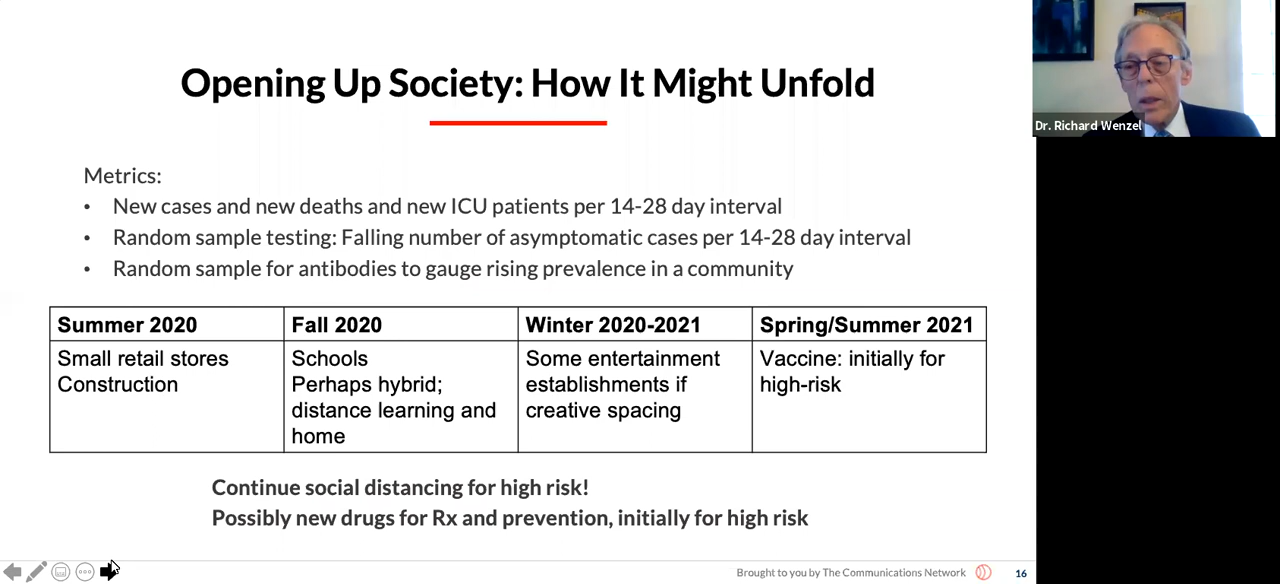 Opening Up Society: How It Might Unfold
Dr. Richard Wenzel
Metrics:
• New cases and new deaths and new ICU patients per 14-28 day interval
• Random sample testing: Falling number of asymptomatic cases per 14-28 day interval
• Random sample for antibodies to gauge rising prevalence in a community
Summer 2020
Small retail stores
Construction
Fall 2020
Schools
Perhaps hybrid;
distance learning and
home
Winter 2020-2021
Some entertainment
establishments if
creative spacing
Spring/Summer 2021
Vaccine: initially for
high-risk
Continue social distancing for high risk!
Possibly new drugs for Rx and prevention, initially for high risk
Brought to you by The Communications Network
16